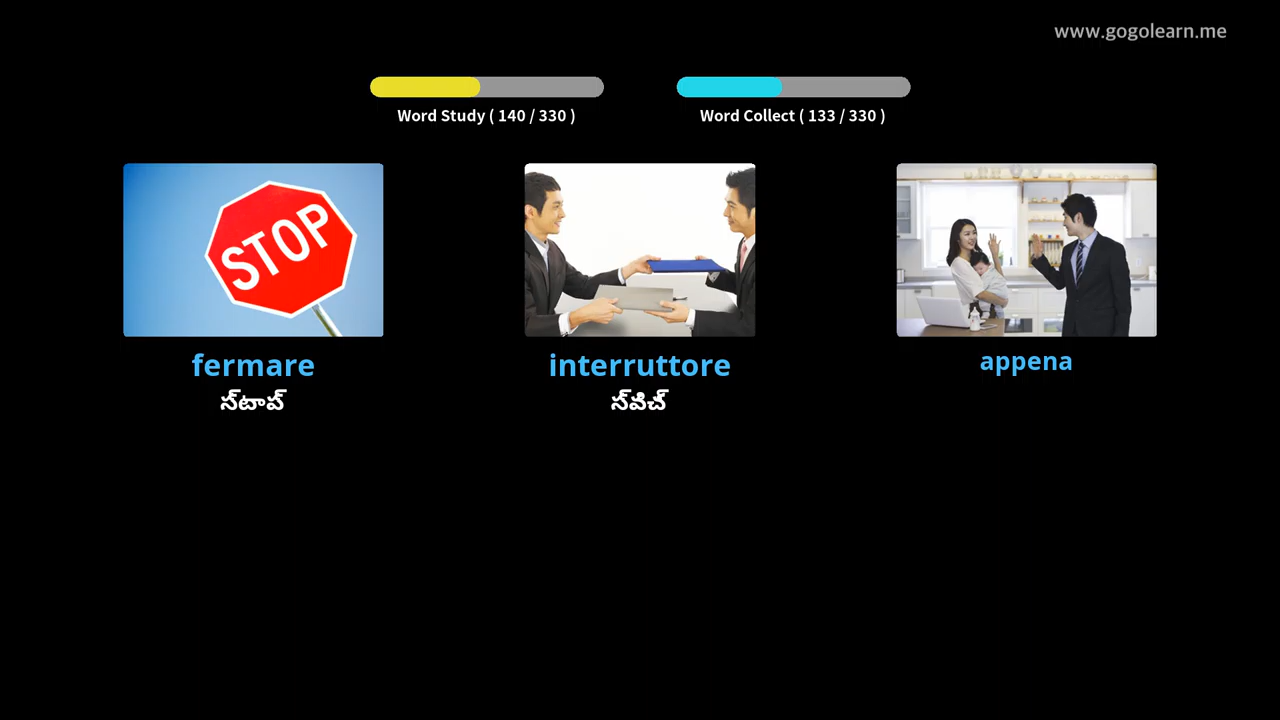 www.gogolearn.me
Word Study ( 140 / 330 )
Word Collect ( 133 / 330 )
STOP
fermare
interruttore
appena
స్‌టాప్
స్‌విచ్